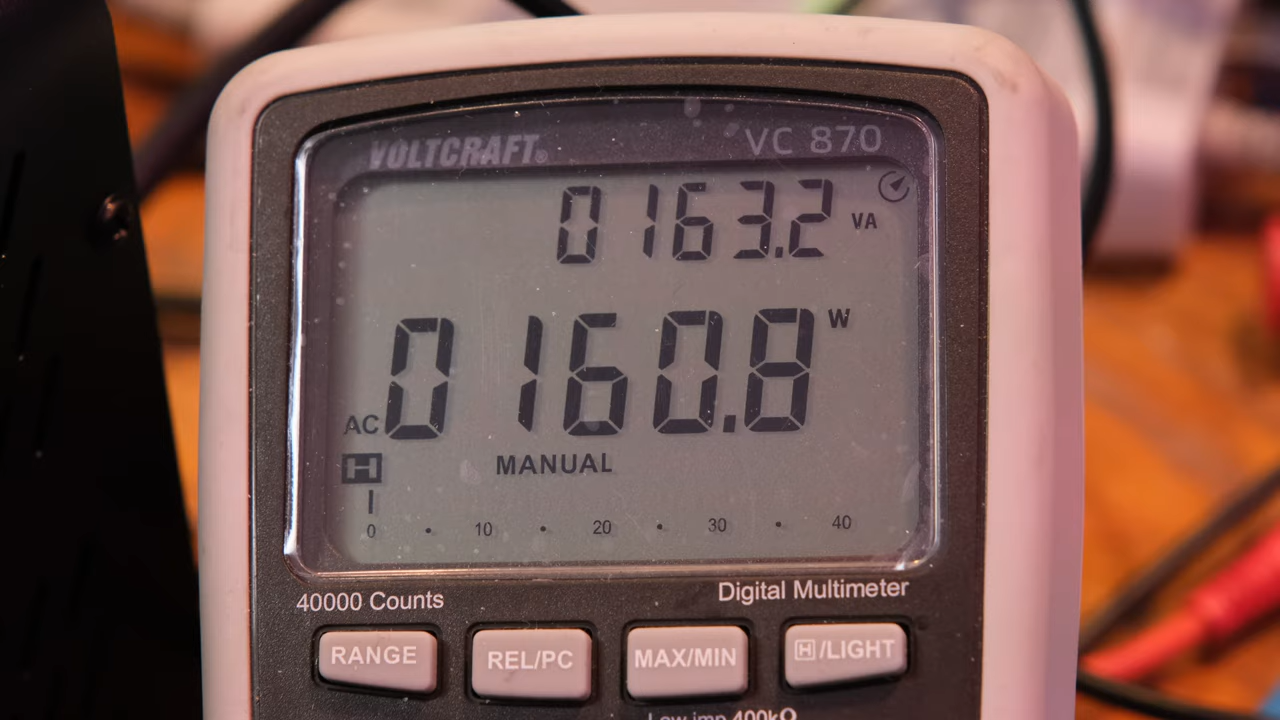 VOLTCRAFT®
VC 870
0163.2 VA
0160.8 W
AC
H
MANUAL
0 10 20 30 40
40000 Counts
Digital Multimeter
RANGE REL/PC MAX/MIN H/LIGHT
Low imp 400kΩ